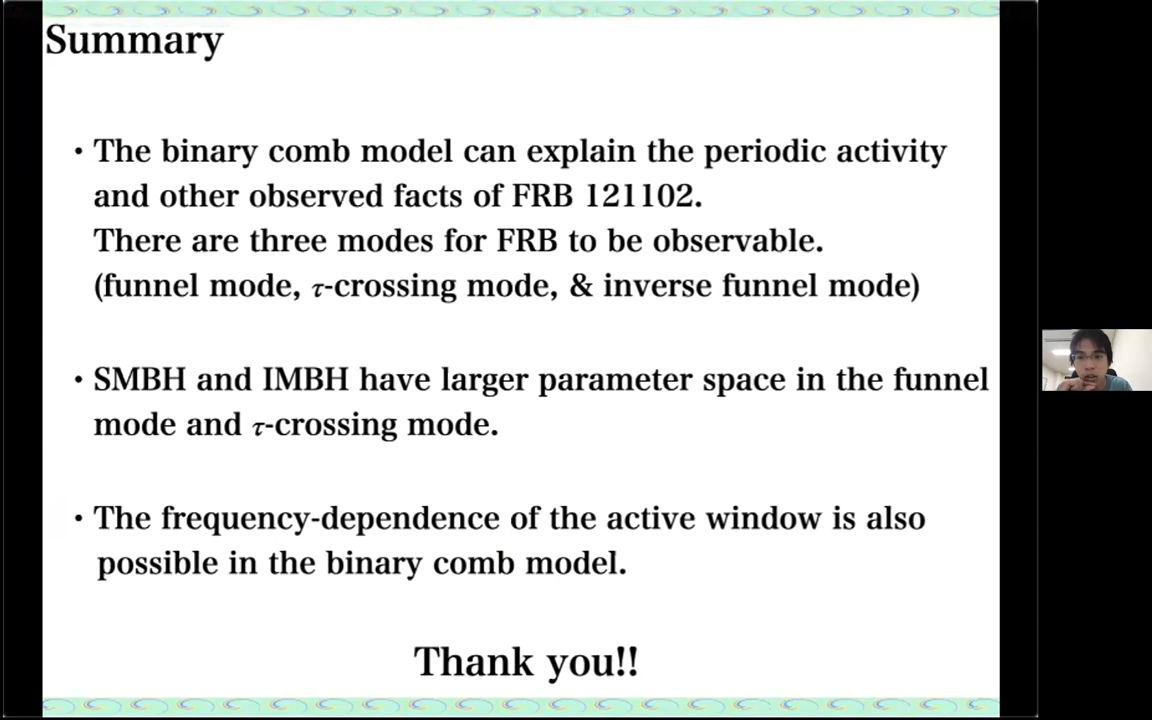 Summary
・The binary comb model can explain the periodic activity
and other observed facts of FRB 121102.
There are three modes for FRB to be observable.
(funnel mode, τ-crossing mode, & inverse funnel mode)
・SMBH and IMBH have larger parameter space in the funnel
mode and τ-crossing mode.
・The frequency-dependence of the active window is also
possible in the binary comb model.
Thank you!!